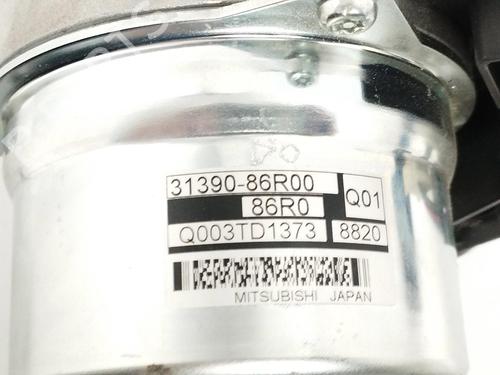 31390-86R00
Q01
86R0
Q003TD1373 8820
MITSUBISHI JAPAN